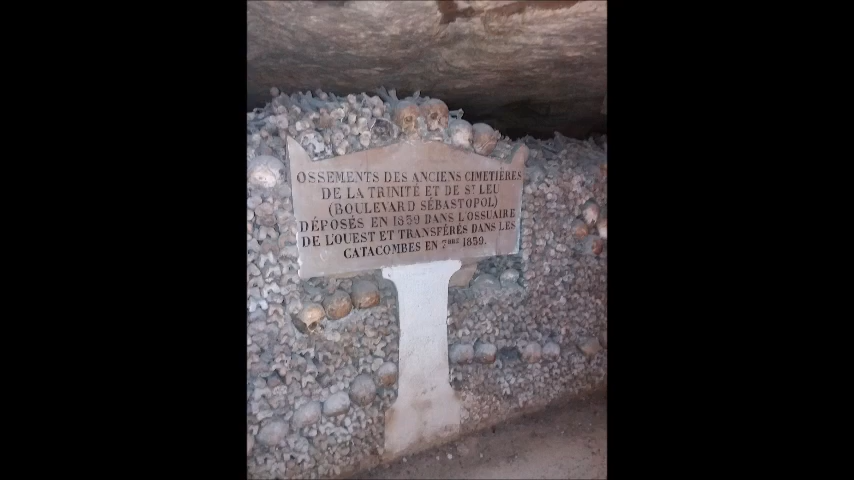 OSSEMENTS DES ANCIENS CIMETIÈRES
DE LA TRINITÉ ET DE ST LEU
(BOULEVARD SÉBASTOPOL)
DÉPOSÉS EN 1859 DANS L'OSSUAIRE
DE L'OUEST ET TRANSFÉRÉS DANS LES
CATACOMBES EN 7BRE 1859.